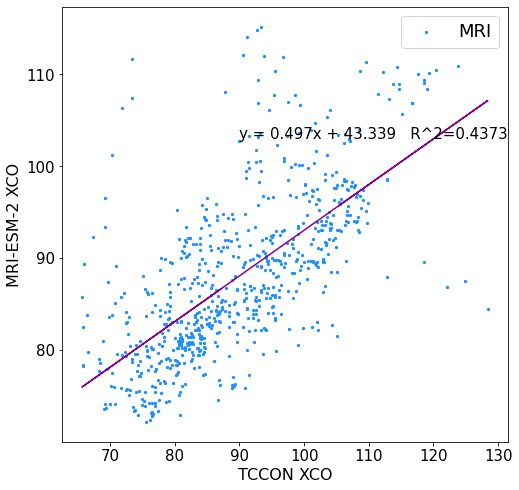 MRI
y = 0.497x + 43.339 R^2=0.4373
MRI-ESM-2 XCO
110
100
90
80
70 80 90 100 110 120 130
TCCON XCO